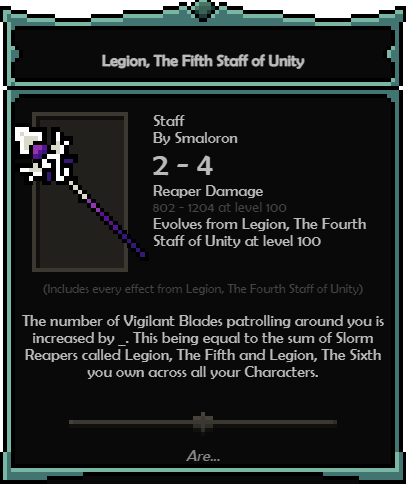 Legion, The Fifth Staff of Unity
Staff
By Smaloron
2 - 4
Reaper Damage
802 - 1204 at level 100
Evolves from Legion, The Fourth
Staff of Unity at level 100
(Includes every effect from Legion, The Fourth Staff of Unity)
The number of Vigilant Blades patrolling around you is
increased by _. This being equal to the sum of Slorm
Reapers called Legion, The Fifth and Legion, The Sixth
you own across all your Characters.
Are...